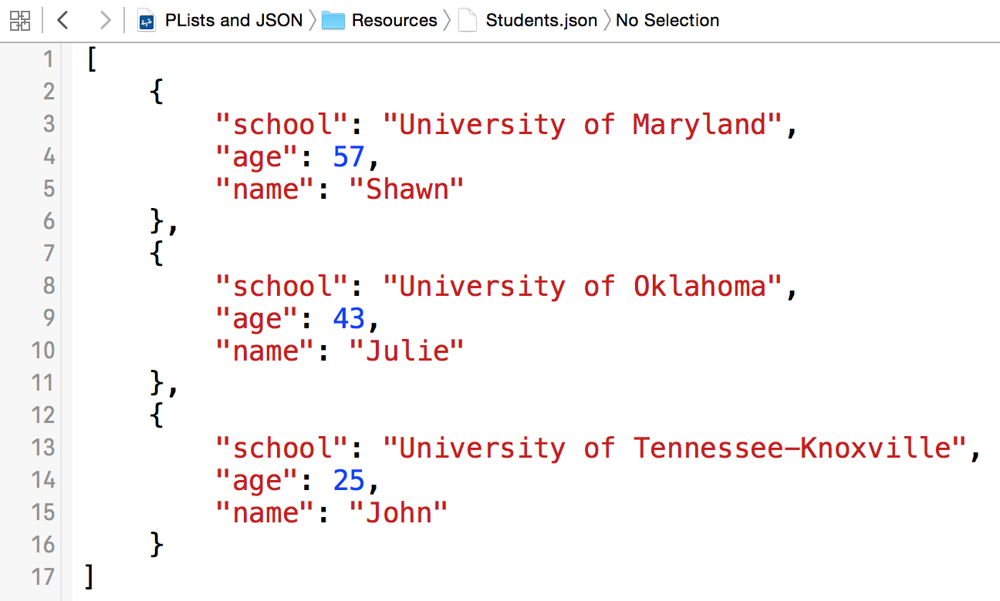 PLists and JSON Resources Students.json No Selection
1 [
2     {
3         "school": "University of Maryland",
4         "age": 57,
5         "name": "Shawn"
6     },
7     {
8         "school": "University of Oklahoma",
9         "age": 43,
10         "name": "Julie"
11     },
12     {
13         "school": "University of Tennessee-Knoxville",
14         "age": 25,
15         "name": "John"
16     }
17 ]